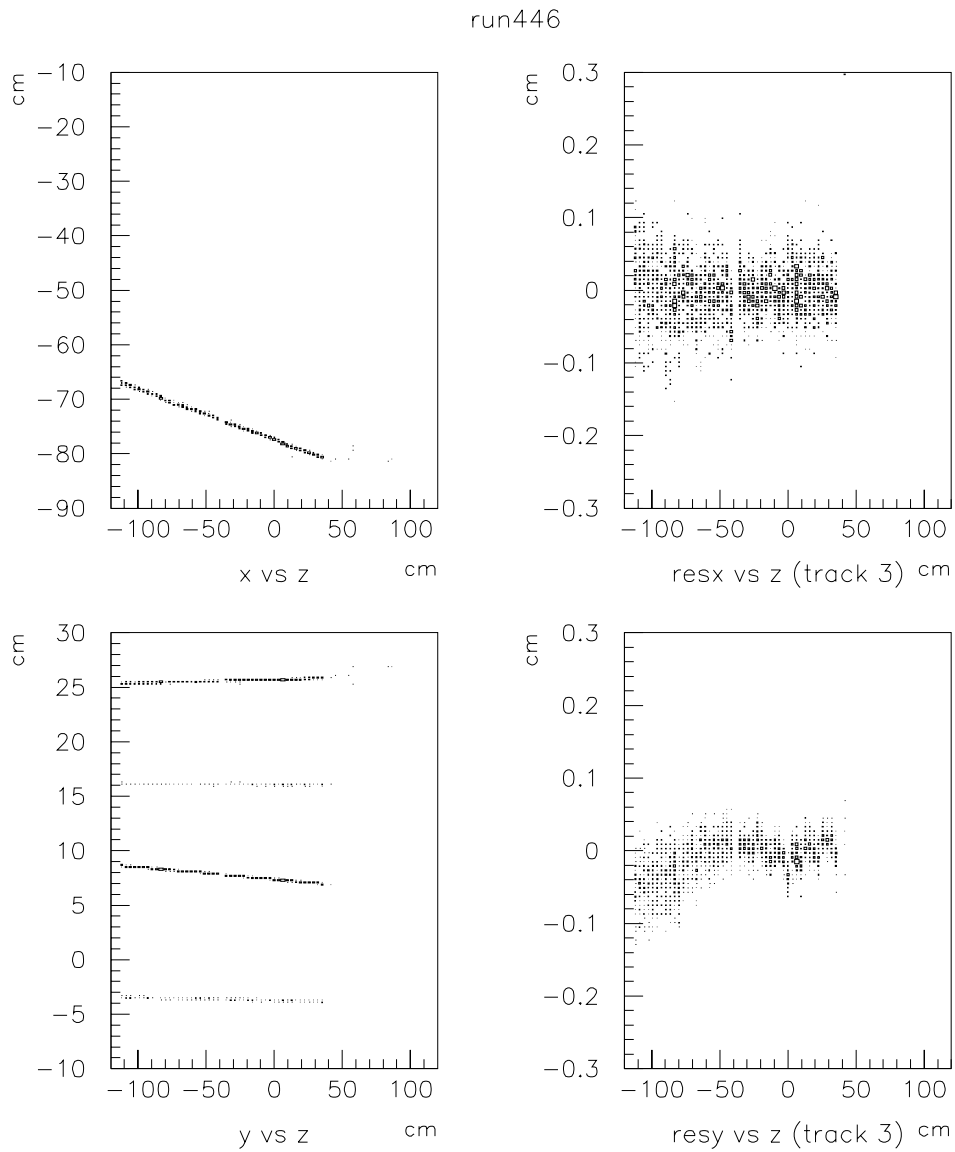 run446
cm
−10
−20
−30
−40
−50
−60
−70
−80
−90
−100 −50 0 50 100
x vs z cm
cm
0.3
0.2
0.1
0
−0.1
−0.2
−0.3
−100 −50 0 50 100
resx vs z (track 3) cm
cm
30
25
20
15
10
5
0
−5
−10
−100 −50 0 50 100
y vs z cm
cm
0.3
0.2
0.1
0
−0.1
−0.2
−0.3
−100 −50 0 50 100
resy vs z (track 3) cm